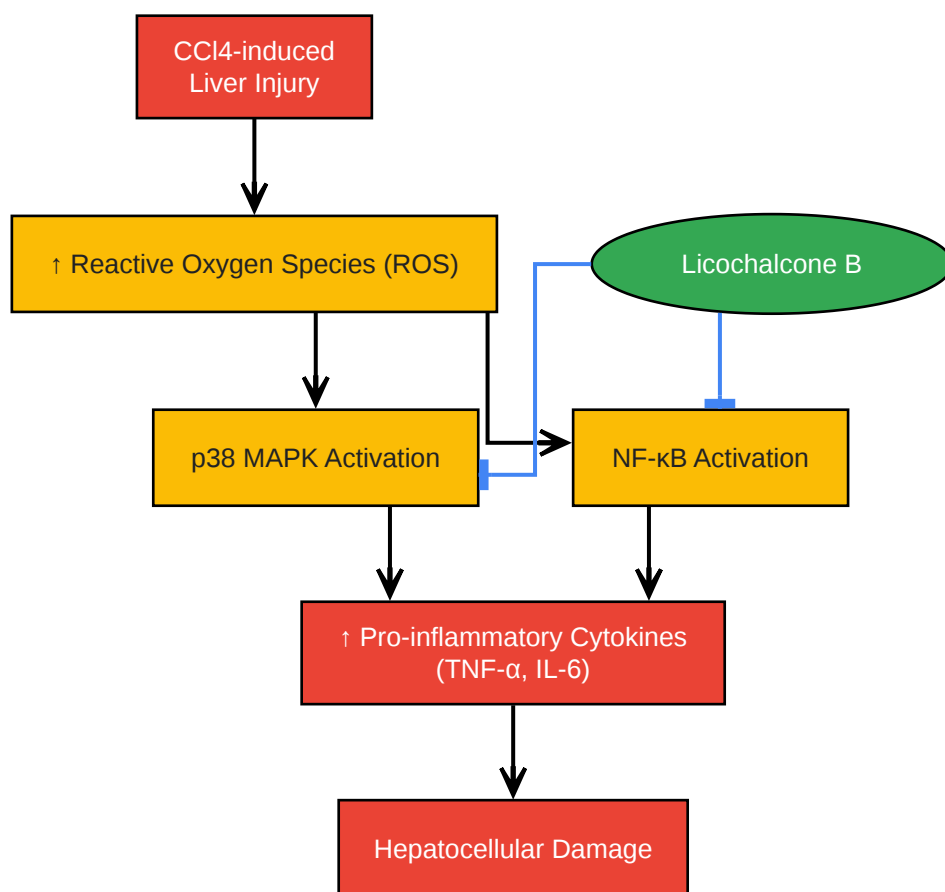 CCl4-induced
Liver Injury
↑ Reactive Oxygen Species (ROS)
Licochalcone B
p38 MAPK Activation
NF-κB Activation
↑ Pro-inflammatory Cytokines
(TNF-α, IL-6)
Hepatocellular Damage